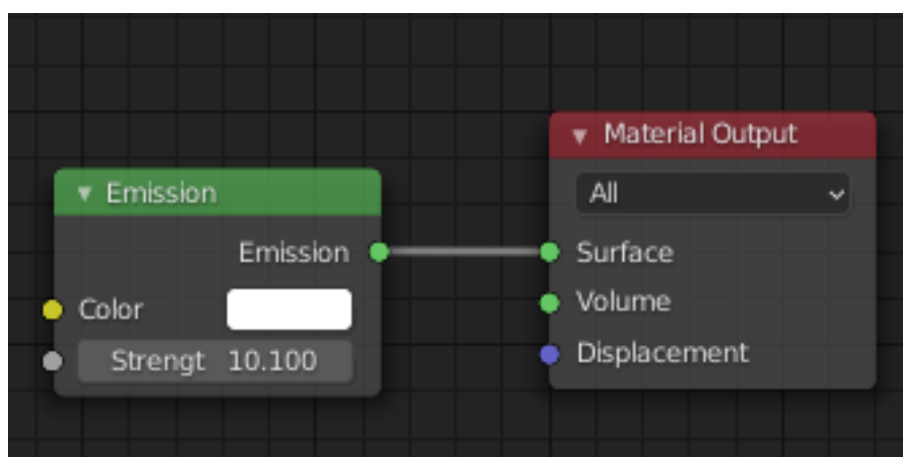 Emission
Emission
Color
Strengt 10.100
Material Output
All
Surface
Volume
Displacement